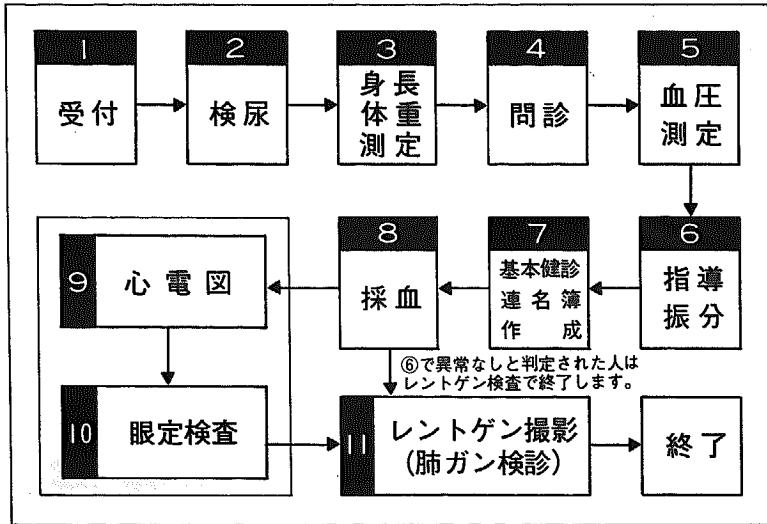 1
受付
2
検尿
3
身長
体重
測定
4
問診
5
血圧
測定
6
指導
振分
7
基本健診
連名簿
作成
8
採血
⑥で異常なしと判定された人は
レントゲン検査で終了します。
9
心電図
10
眼定検査
11
レントゲン撮影
(肺ガン検診)
終了